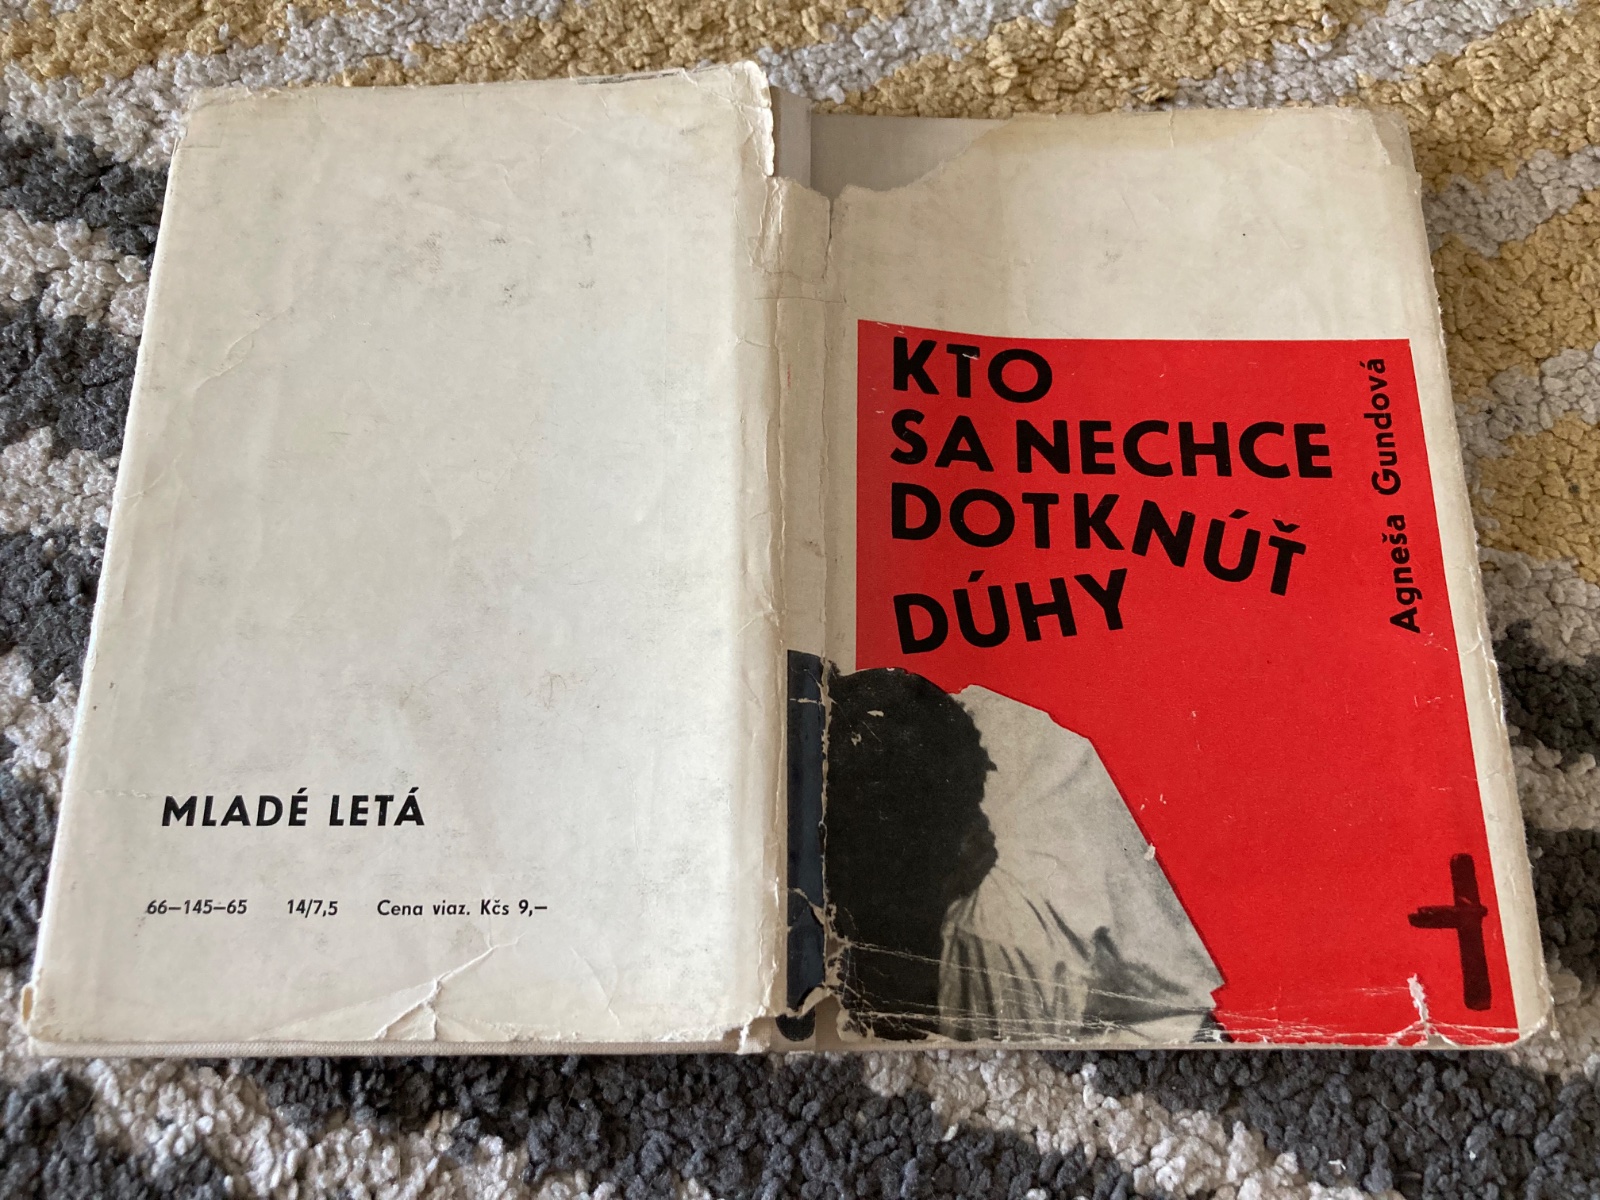 MLADÉ LETÁ
66—145—65 14/7,5 Cena viaz. Kčs 9,—
KTO
SA NECHCE
DOTKNÚŤ
DÚHY
Agneša Gundová